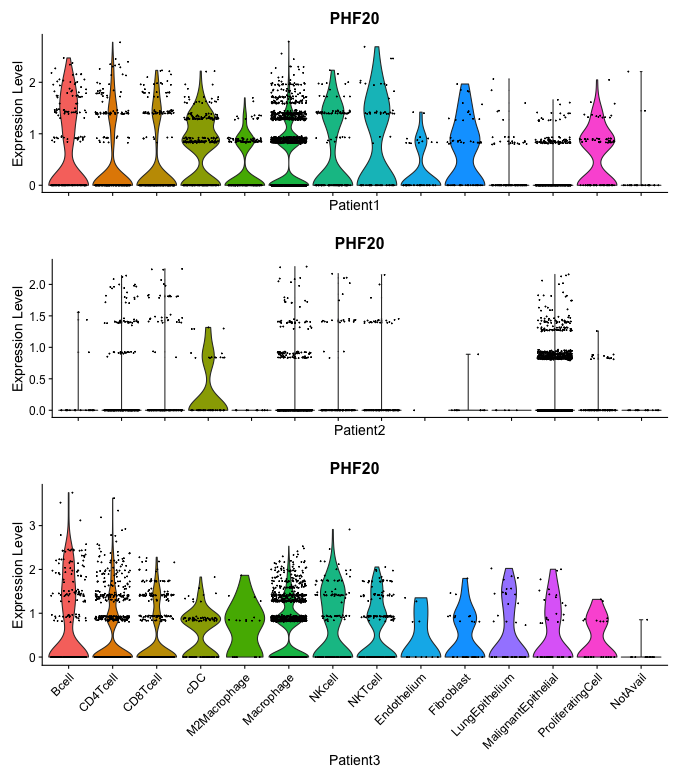 PHF20
Expression Level
2
1
0
Patient1
PHF20
Expression Level
2.0
1.5
1.0
0.5
0.0
Patient2
PHF20
Expression Level
3
2
1
0
Bcell
CD4Tcell
CD8Tcell
cDC
M2Macrophage
Macrophage
NKcell
NKTcell
Endothelium
Fibroblast
LungEpithelium
MalignantEpithelial
ProliferatingCell
NotAvail
Patient3